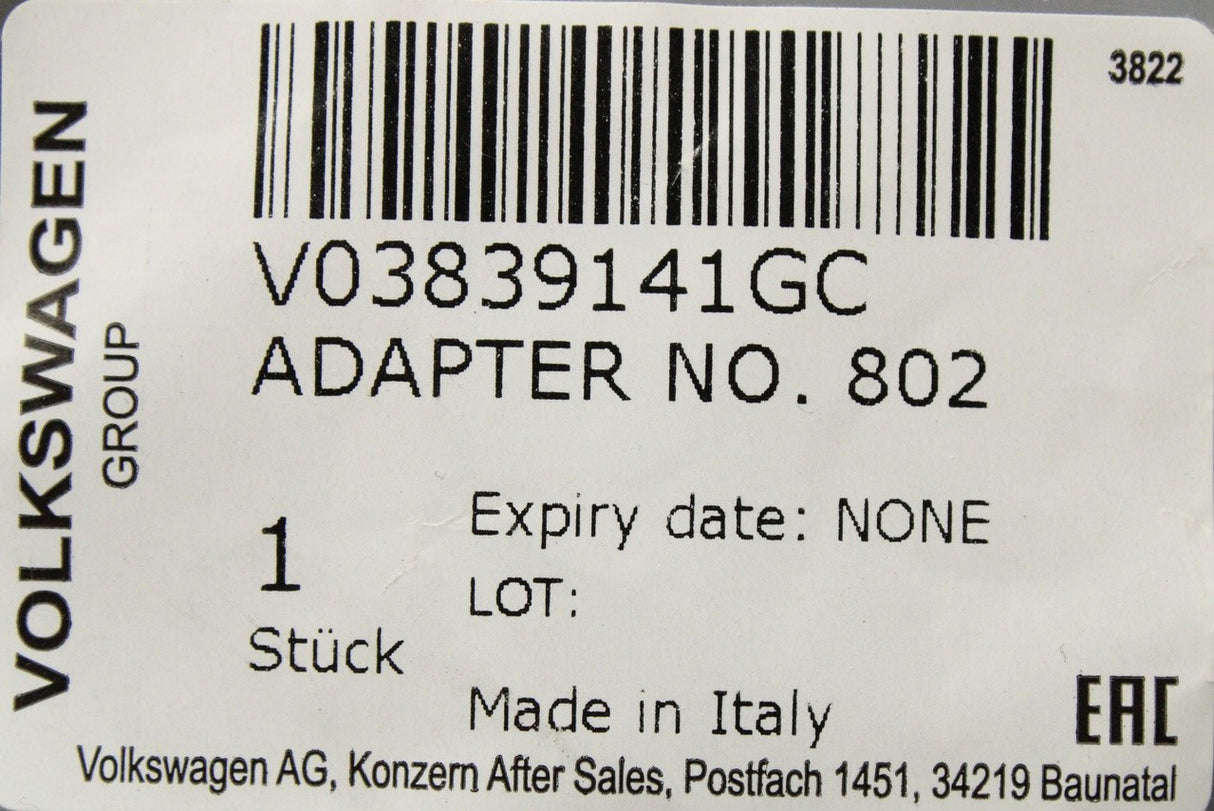 3822
VOLKSWAGEN
GROUP
V03839141GC
ADAPTER NO. 802
1
Stück
Expiry date: NONE
LOT:
Made in Italy
EAC
Volkswagen AG, Konzern After Sales, Postfach 1451, 34219 Baunatal